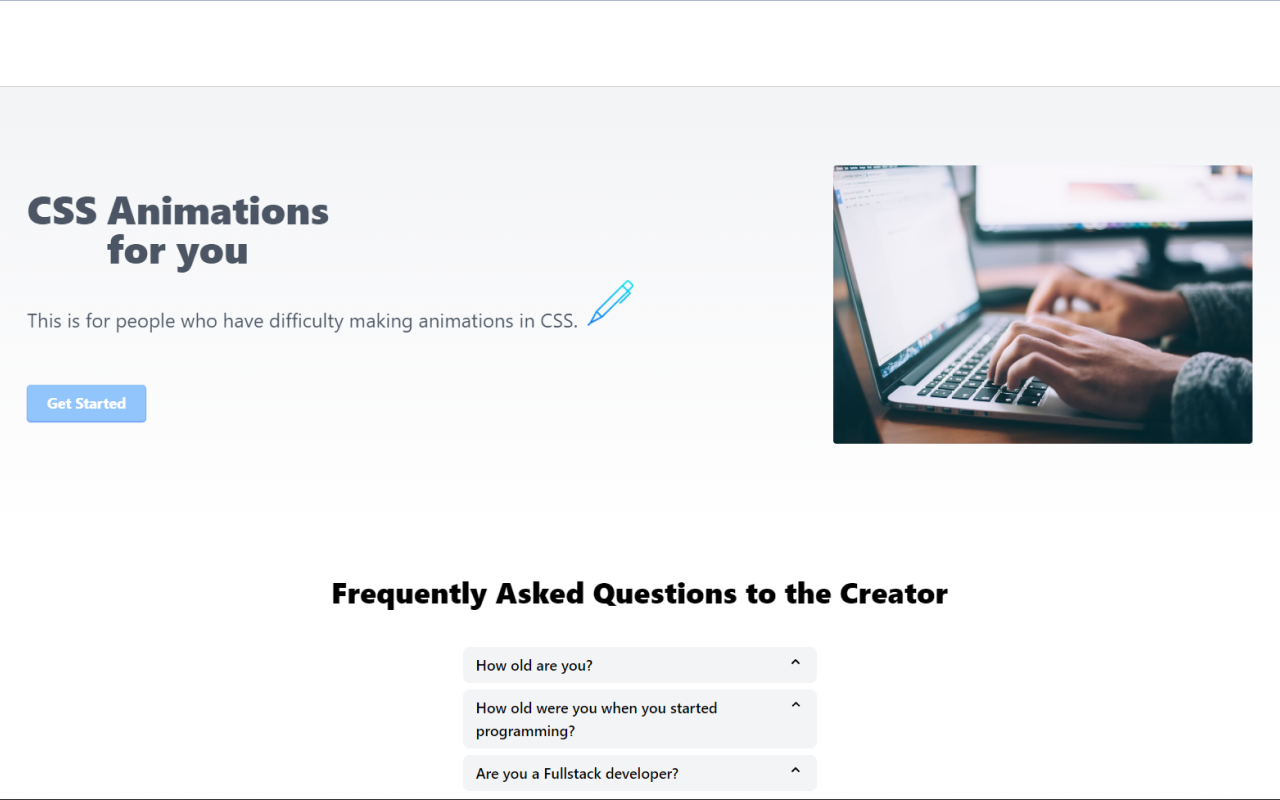 CSS Animations
for you
This is for people who have difficulty making animations in CSS.
Get Started
Frequently Asked Questions to the Creator
How old are you?
How old were you when you started
programming?
Are you a Fullstack developer?